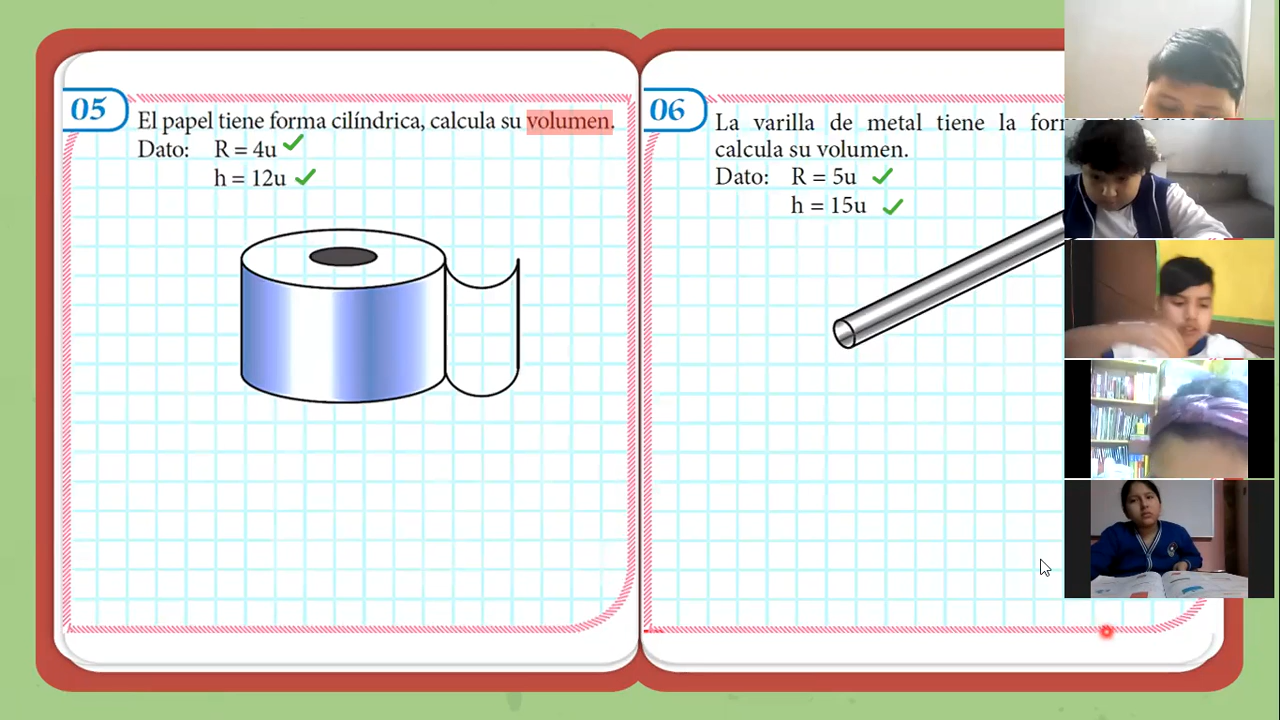 05
El papel tiene forma cilíndrica, calcula su volumen.
Dato: R = 4u
h = 12u
06
La varilla de metal tiene la
calcula su volumen.
Dato: R = 5u
h = 15u